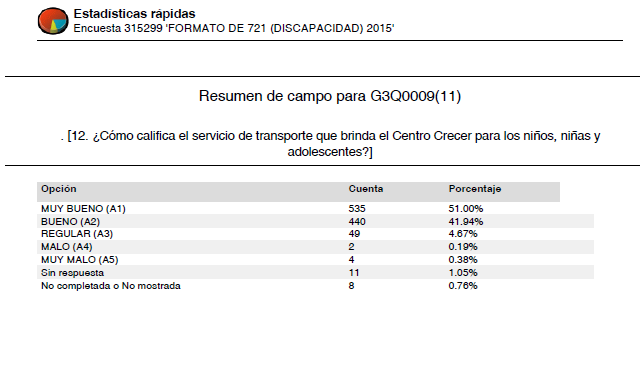 Estadísticas rápidas
Encuesta 315299 'FORMATO DE 721 (DISCAPACIDAD) 2015'
Resumen de campo para G3Q0009(11)
. [12. ¿Cómo califica el servicio de transporte que brinda el Centro Crecer para los niños, niñas y
adolescentes?]
Opción Cuenta Porcentaje
MUY BUENO (A1) 535 51.00%
BUENO (A2) 440 41.94%
REGULAR (A3) 49 4.67%
MALO (A4) 2 0.19%
MUY MALO (A5) 4 0.38%
Sin respuesta 11 1.05%
No completada o No mostrada 8 0.76%